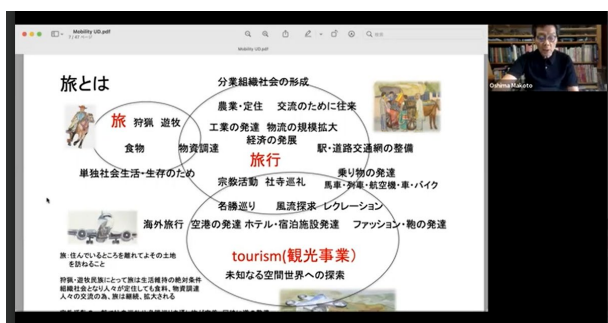 Mobility UD.pdf
Mobility UD.pdf
Oshima Makoto
旅とは
分業組織社会の形成
農業・定住 交流のために往来
旅 狩猟 遊牧
工業の発達 物流の規模拡大
経済の発展
食物 物資調達
駅・道路交通網の整備
旅行
単独社会生活・生存のため
乗り物の発達
宗教活動 社寺巡礼
馬車・列車・航空機・車・バイク
名勝巡り 風流探求 レクレーション
海外旅行 空港の発達 ホテル・宿泊施設発達 ファッション・鞄の発達
tourism(観光事業)
未知なる空間世界への探索
旅:住んでいるところを離れてよその土地
を訪ねること
狩猟・遊牧民族にとって旅は生活維持の絶対条件
組織社会となり人々が定住しても食料、物資調達
人々の交流の為、旅は継続、拡大される